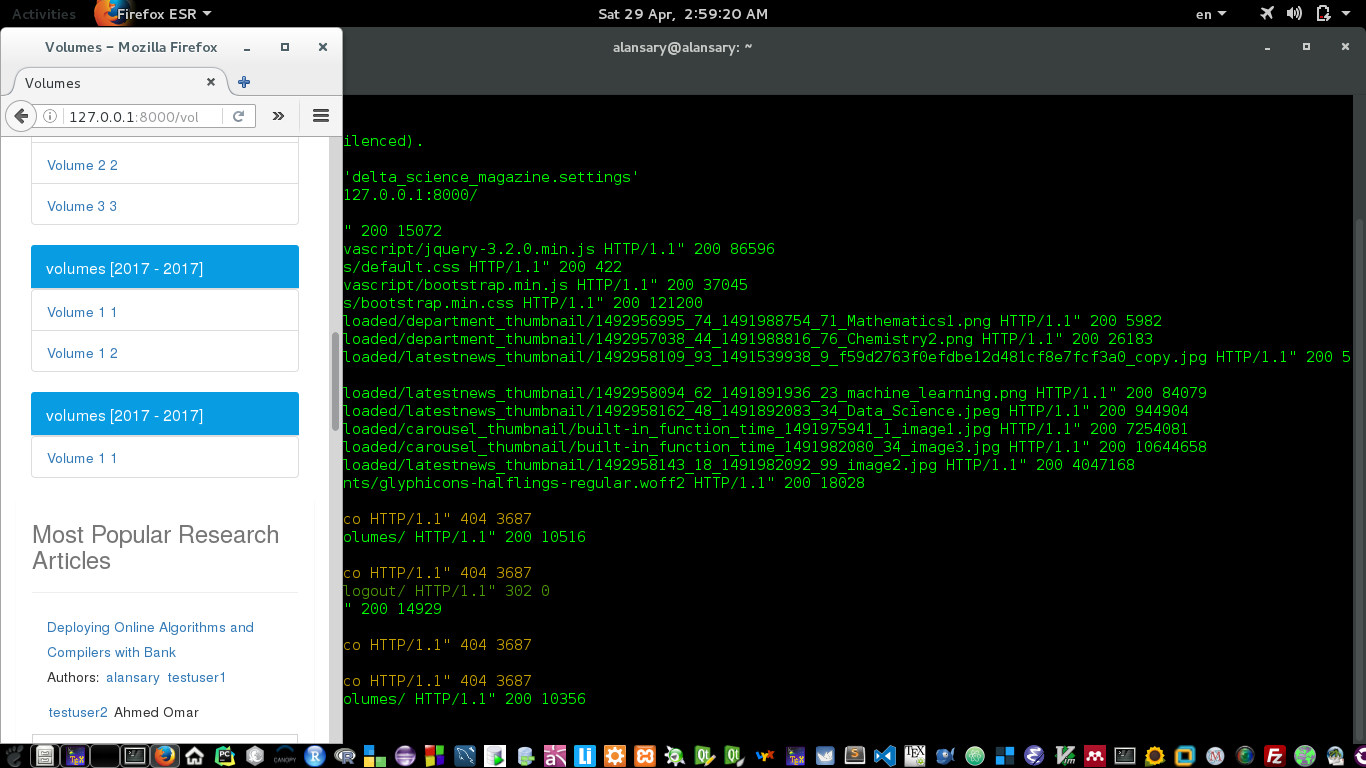 Activities
Firefox ESR
Sat 29 Apr, 2:59:20 AM
en
Volumes - Mozilla Firefox
alansary@alansary: ~
Volumes
127.0.0.1:8000/vol
Volume 2 2
Volume 3 3
volumes [2017 - 2017]
Volume 1 1
Volume 1 2
volumes [2017 - 2017]
Volume 1 1
Most Popular Research
Articles
Deploying Online Algorithms and
Compilers with Bank
Authors: alansary testuser1
testuser2 Ahmed Omar
ilenced).
'delta_science_magazine.settings'
127.0.0.1:8000/
" 200 15072
vascript/jquery-3.2.0.min.js HTTP/1.1" 200 86596
s/default.css HTTP/1.1" 200 422
vascript/bootstrap.min.js HTTP/1.1" 200 37045
s/bootstrap.min.css HTTP/1.1" 200 121200
loaded/department_thumbnail/1492956995_74_1491988754_71_Mathematics1.png HTTP/1.1" 200 5982
loaded/department_thumbnail/1492957038_44_1491988816_76_Chemistry2.png HTTP/1.1" 200 26183
loaded/latestnews_thumbnail/1492958109_93_1491539938_9_f59d2763f0efdbe12d481cf8e7fcf3a0_copy.jpg HTTP/1.1" 200 5
loaded/latestnews_thumbnail/1492958094_62_1491891936_23_machine_learning.png HTTP/1.1" 200 84079
loaded/latestnews_thumbnail/1492958162_48_1491892083_34_Data_Science.jpeg HTTP/1.1" 200 944904
loaded/carousel_thumbnail/built-in_function_time_1491975941_1_image1.jpg HTTP/1.1" 200 7254081
loaded/carousel_thumbnail/built-in_function_time_1491982080_34_image3.jpg HTTP/1.1" 200 10644658
loaded/latestnews_thumbnail/1492958143_18_1491982092_99_image2.jpg HTTP/1.1" 200 4047168
nts/glyphicons-halflings-regular.woff2 HTTP/1.1" 200 18028
co HTTP/1.1" 404 3687
olumes/ HTTP/1.1" 200 10516
co HTTP/1.1" 404 3687
logout/ HTTP/1.1" 302 0
" 200 14929
co HTTP/1.1" 404 3687
co HTTP/1.1" 404 3687
olumes/ HTTP/1.1" 200 10356